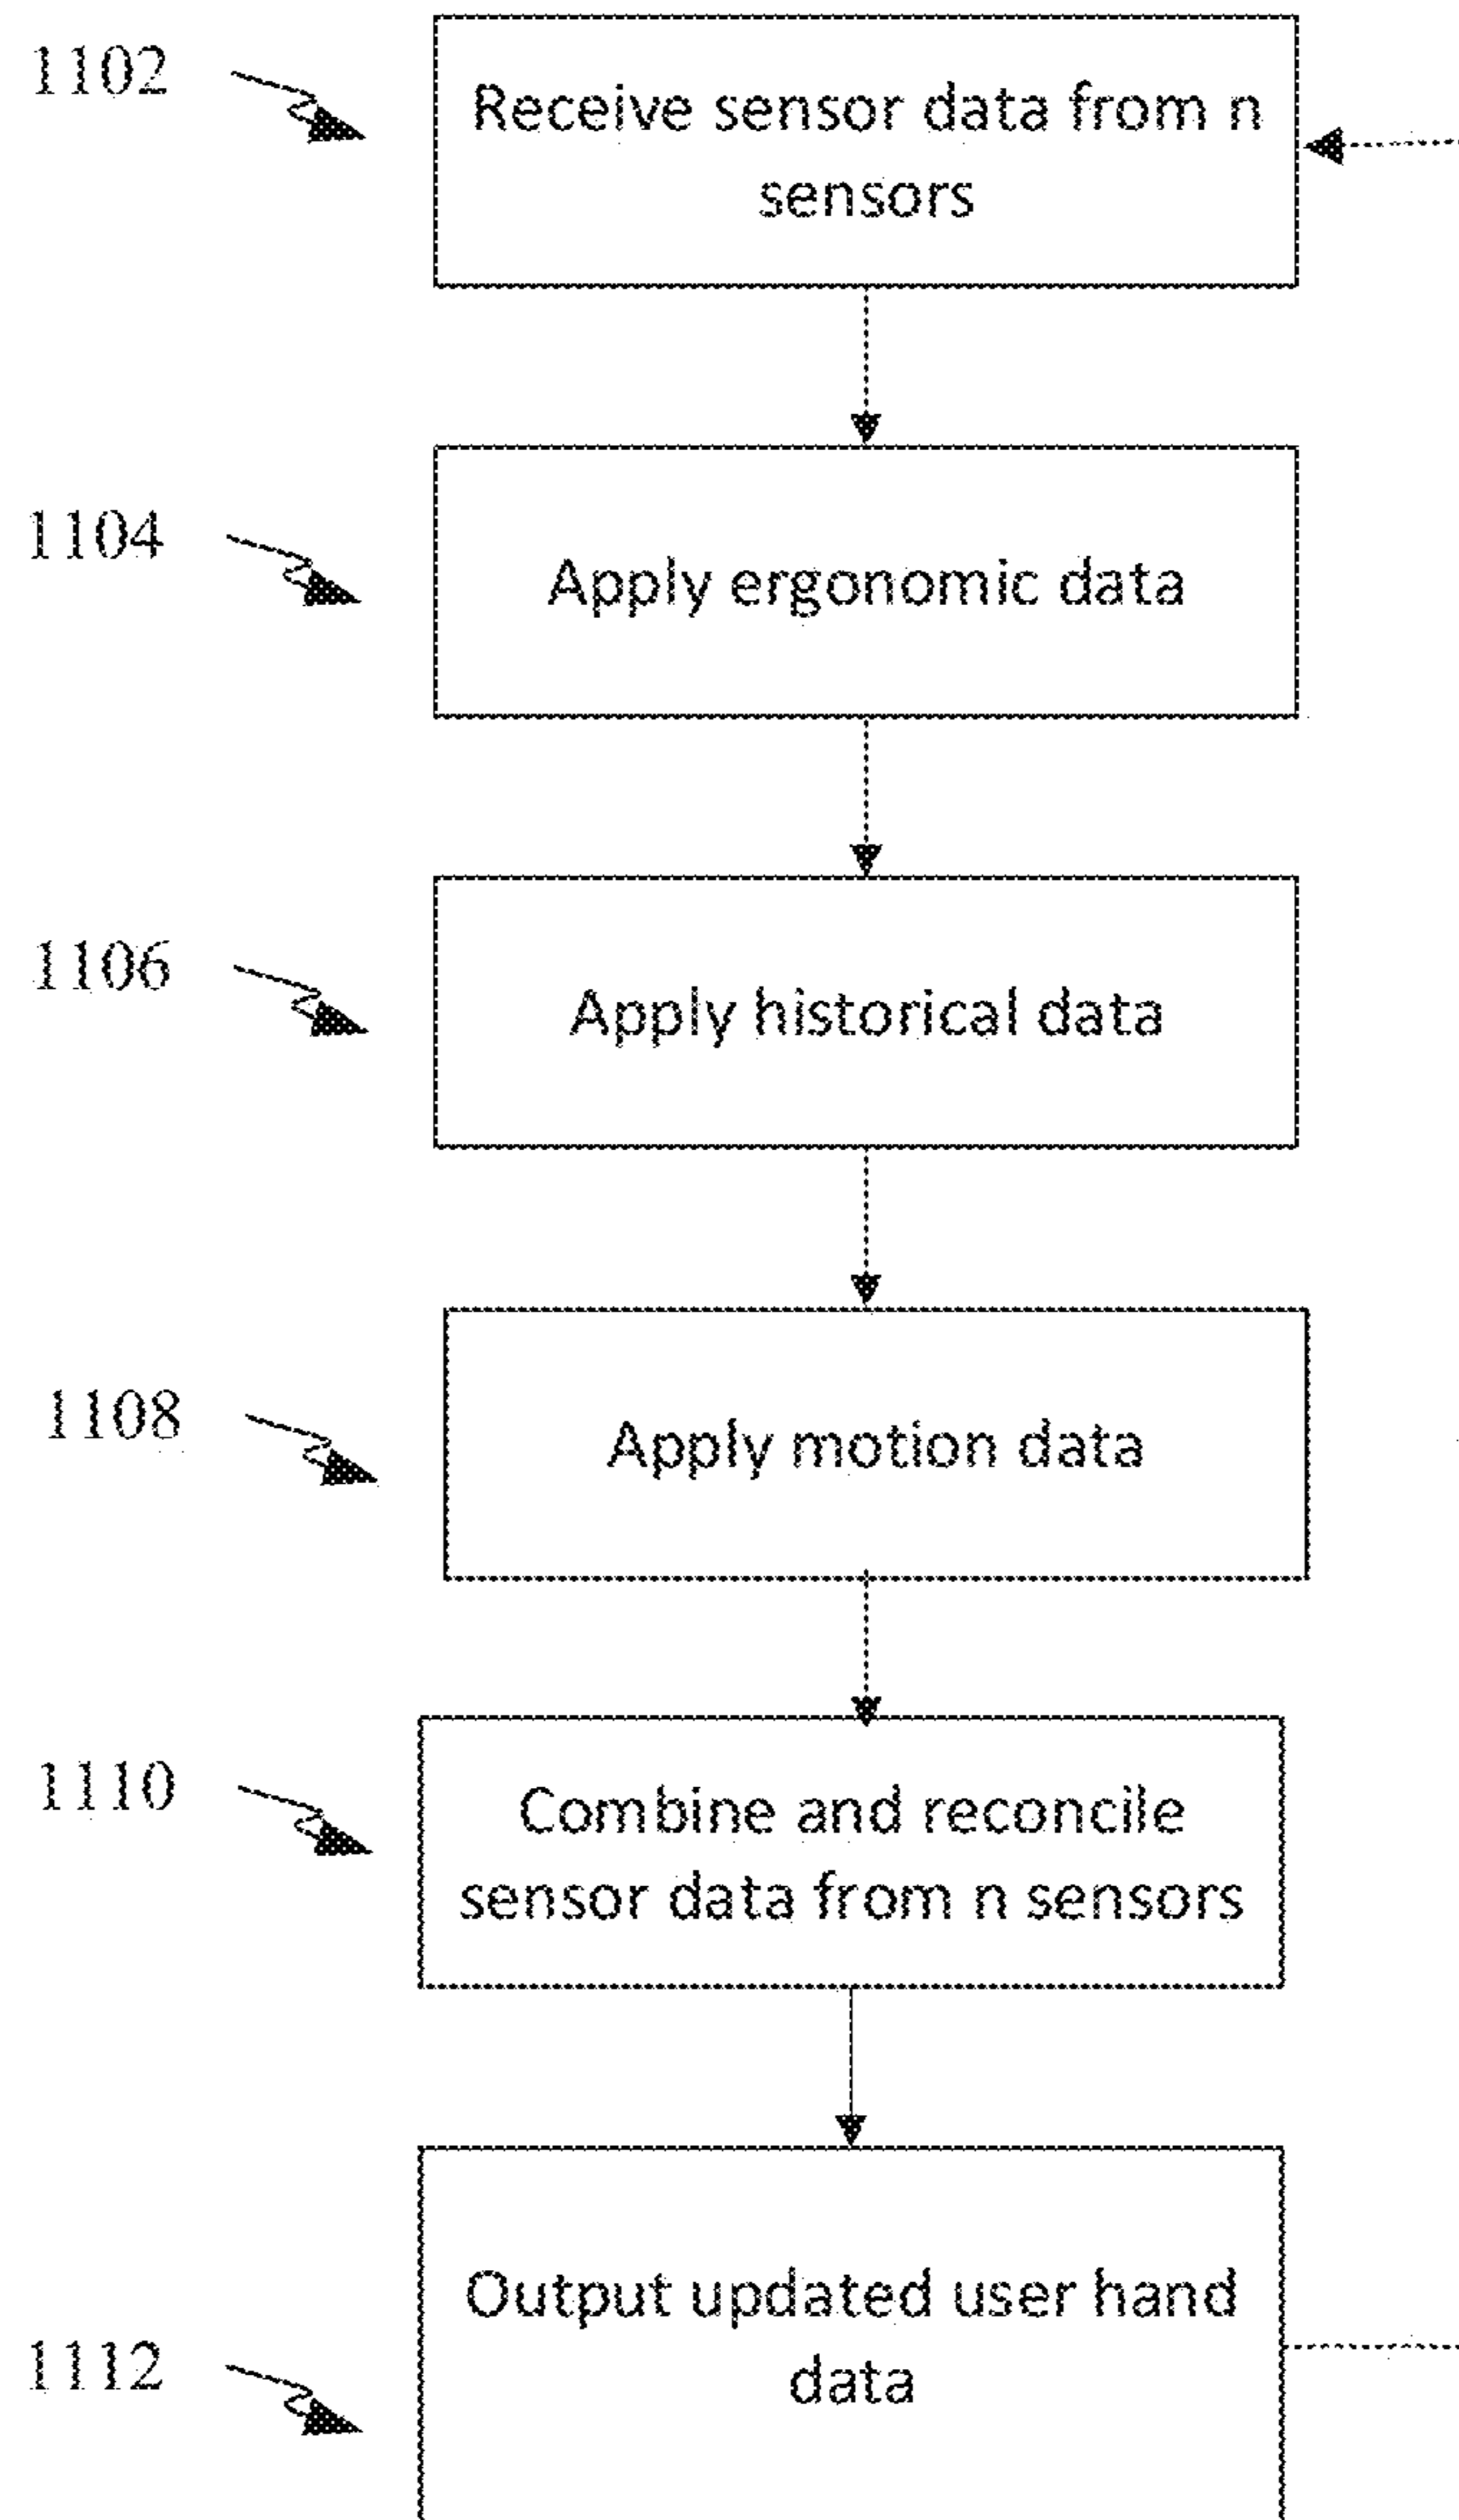 1102
Receive sensor data from n
sensors
1104
Apply ergonomic data
1106
Apply historical data
1108
Apply motion data
1110
Combine and reconcile
sensor data from n sensors
Output updated user hand
data
1112